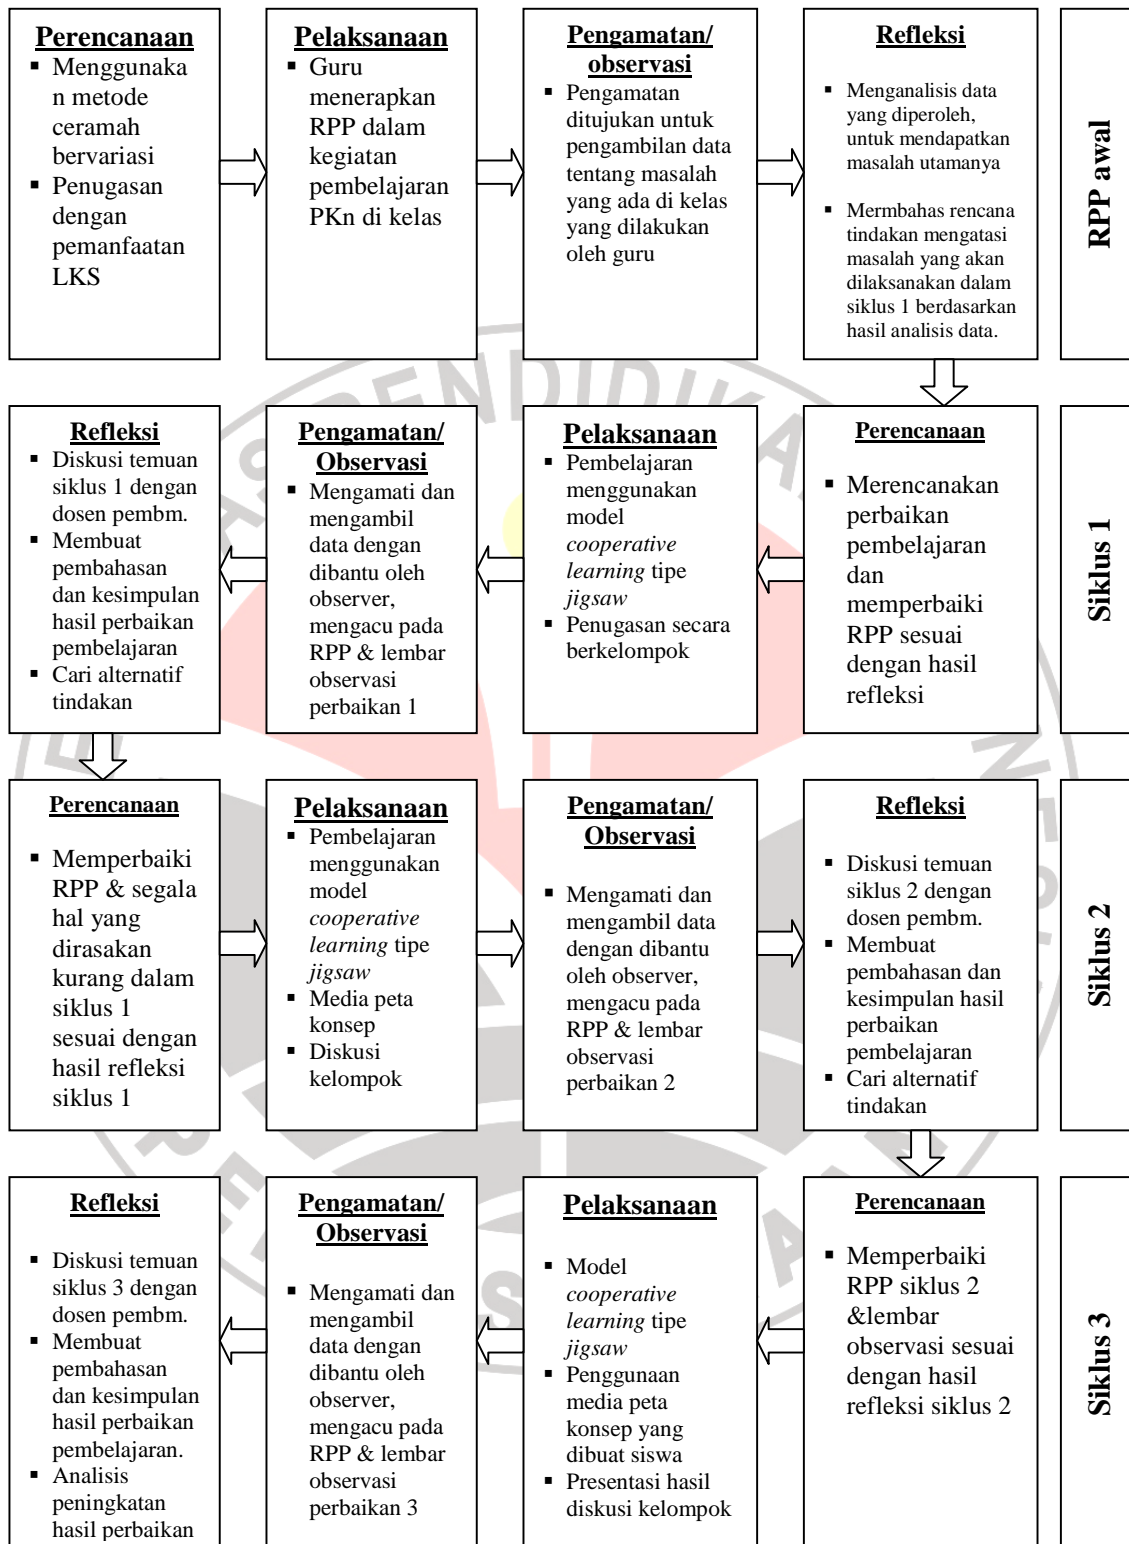 Perencanaan
▪ Menggunaka
n metode
ceramah
bervariasi
▪ Penugasan
dengan
pemanfaatan
LKS
Pelaksanaan
▪ Guru
menerapkan
RPP dalam
kegiatan
pembelajaran
PKn di kelas
Pengamatan/
observasi
▪ Pengamatan
ditujukan untuk
pengambilan data
tentang masalah
yang ada di kelas
yang dilakukan
oleh guru
Refleksi
▪ Menganalisis data
yang diperoleh,
untuk mendapatkan
masalah utamanya
▪ Mermbahas rencana
tindakan mengatasi
masalah yang akan
dilaksanakan dalam
siklus 1 berdasarkan
hasil analisis data.
RPP awal
Refleksi
▪ Diskusi temuan
siklus 1 dengan
dosen pembm.
▪ Membuat
pembahasan
dan kesimpulan
hasil perbaikan
pembelajaran
▪ Cari alternatif
tindakan
Pengamatan/
Observasi
▪ Mengamati dan
mengambil
data dengan
dibantu oleh
observer,
mengacu pada
RPP & lembar
observasi
perbaikan 1
Pelaksanaan
▪ Pembelajaran
menggunakan
model
cooperative
learning tipe
jigsaw
▪ Penugasan secara
berkelompok
Perencanaan
▪ Merencanakan
perbaikan
pembelajaran
dan
memperbaiki
RPP sesuai
dengan hasil
refleksi
Siklus 1
Perencanaan
▪ Memperbaiki
RPP & segala
hal yang
dirasakan
kurang dalam
siklus 1
sesuai dengan
hasil refleksi
siklus 1
Pelaksanaan
▪ Pembelajaran
menggunakan
model
cooperative
learning tipe
jigsaw
▪ Media peta
konsep
▪ Diskusi
kelompok
Pengamatan/
Observasi
▪ Mengamati dan
mengambil data
dengan dibantu
oleh observer,
mengacu pada
RPP & lembar
observasi
perbaikan 2
Refleksi
▪ Diskusi temuan
siklus 2 dengan
dosen pembm.
▪ Membuat
pembahasan dan
kesimpulan hasil
perbaikan
pembelajaran
▪ Cari alternatif
tindakan
Siklus 2
Refleksi
▪ Diskusi temuan
siklus 3 dengan
dosen pembm.
▪ Membuat
pembahasan
dan kesimpulan
hasil perbaikan
pembelajaran.
▪ Analisis
peningkatan
hasil perbaikan
Pengamatan/
Observasi
▪ Mengamati dan
mengambil
data dengan
dibantu oleh
observer,
mengacu pada
RPP & lembar
observasi
perbaikan 3
Pelaksanaan
▪ Model
cooperative
learning tipe
jigsaw
▪ Penggunaan
media peta
konsep yang
dibuat siswa
▪ Presentasi hasil
diskusi kelompok
Perencanaan
▪ Memperbaiki
RPP siklus 2
&lembar
observasi sesuai
dengan hasil
refleksi siklus 2
Siklus 3